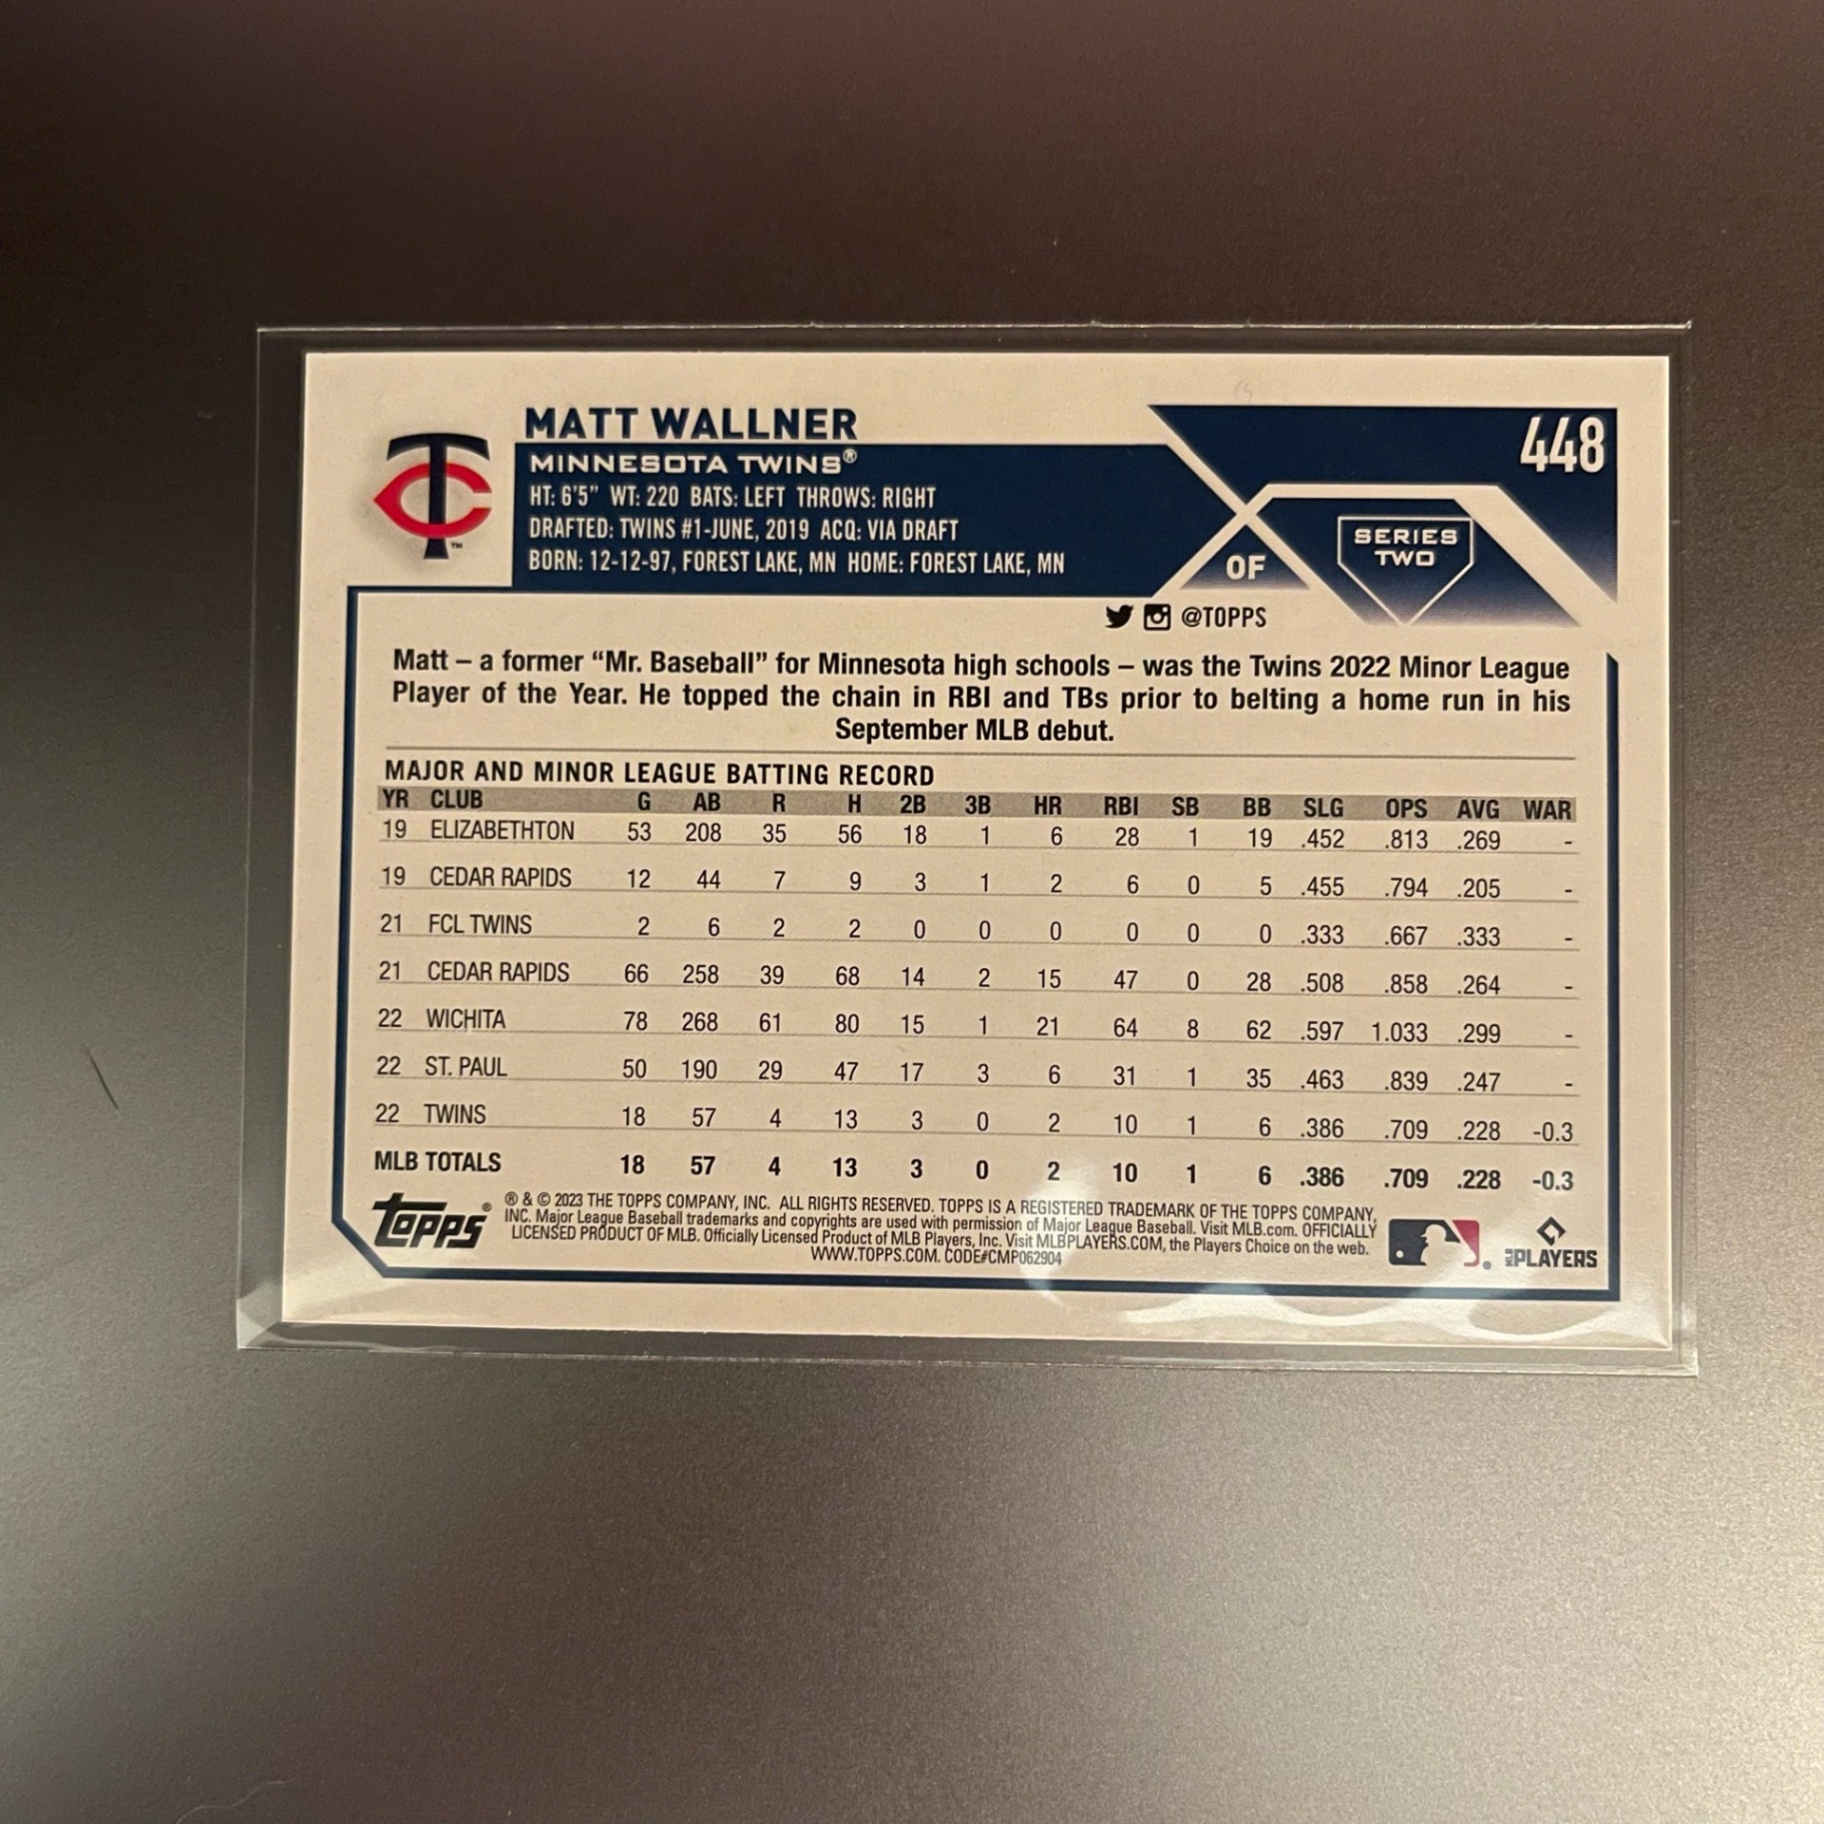 MATT WALLNER
448
MINNESOTA TWINS®
HT: 6'5" WT: 220 BATS: LEFT THROWS: RIGHT
DRAFTED: TWINS #1-JUNE, 2019 ACQ: VIA DRAFT
BORN: 12-12-97, FOREST LAKE, MN HOME: FOREST LAKE, MN
OF
SERIES
TWO
@TOPPS
Matt – a former “Mr. Baseball” for Minnesota high schools – was the Twins 2022 Minor League
Player of the Year. He topped the chain in RBI and TBs prior to belting a home run in his
September MLB debut.
MAJOR AND MINOR LEAGUE BATTING RECORD
YR CLUB G AB R H 2B 3B HR RBI SB BB SLG OPS AVG WAR
19 ELIZABETHTON 53 208 35 56 18 1 6 28 1 19 .452 .813 .269 -
19 CEDAR RAPIDS 12 44 7 9 3 1 2 6 0 5 .455 .794 .205 -
21 FCL TWINS 2 6 2 2 0 0 0 0 0 0 .333 .667 .333 -
21 CEDAR RAPIDS 66 258 39 68 14 2 15 47 0 28 .508 .858 .264 -
22 WICHITA 78 268 61 80 15 1 21 64 8 62 .597 1.033 .299 -
22 ST. PAUL 50 190 29 47 17 3 6 31 1 35 .463 .839 .247 -
22 TWINS 18 57 4 13 3 0 2 10 1 6 .386 .709 .228 -0.3
MLB TOTALS 18 57 4 13 3 0 2 10 1 6 .386 .709 .228 -0.3
topps®
® & © 2023 THE TOPPS COMPANY, INC. ALL RIGHTS RESERVED. TOPPS IS A REGISTERED TRADEMARK OF THE TOPPS COMPANY,
INC. Major League Baseball trademarks and copyrights are used with permission of Major League Baseball. Visit MLB.com. OFFICIALLY
LICENSED PRODUCT OF MLB. Officially Licensed Product of MLB Players, Inc. Visit MLBPLAYERS.COM, the Players Choice on the web.
WWW.TOPPS.COM. CODE#CMP062904
MLB PLAYERS